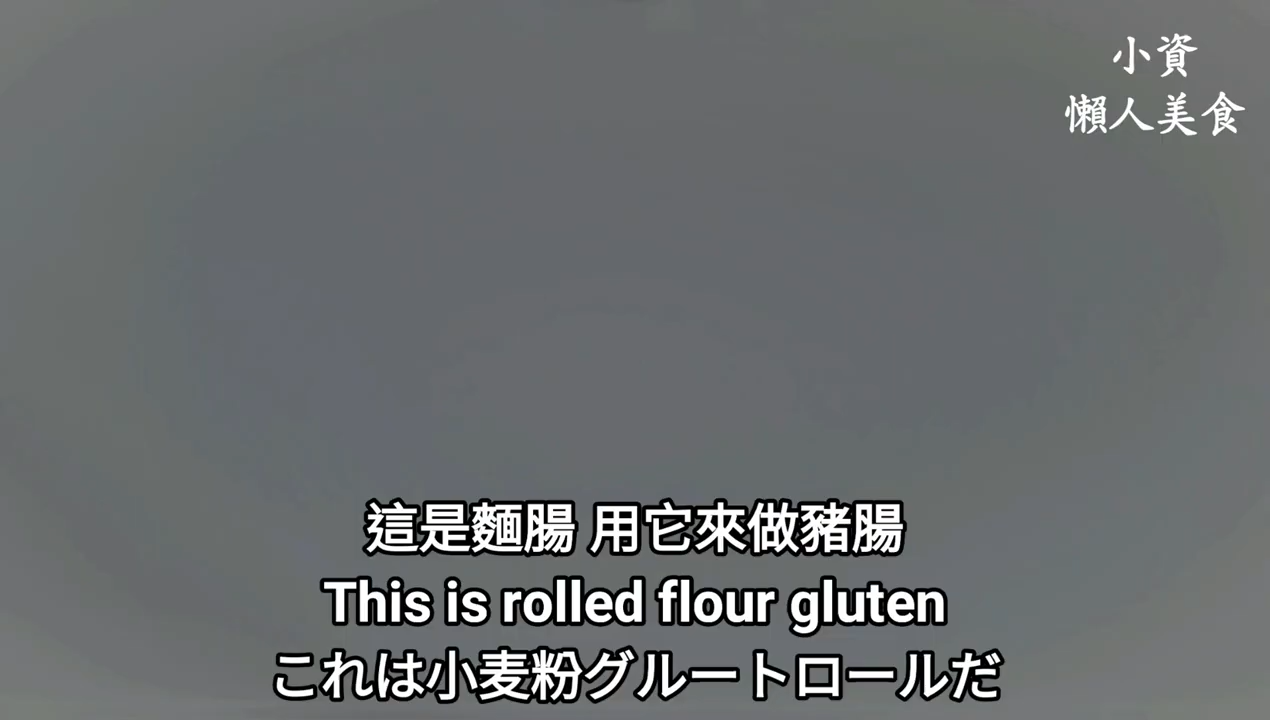 小資
懶人美食
這是麵腸 用它來做豬腸
This is rolled flour gluten
これは小麦粉グルートロールだ